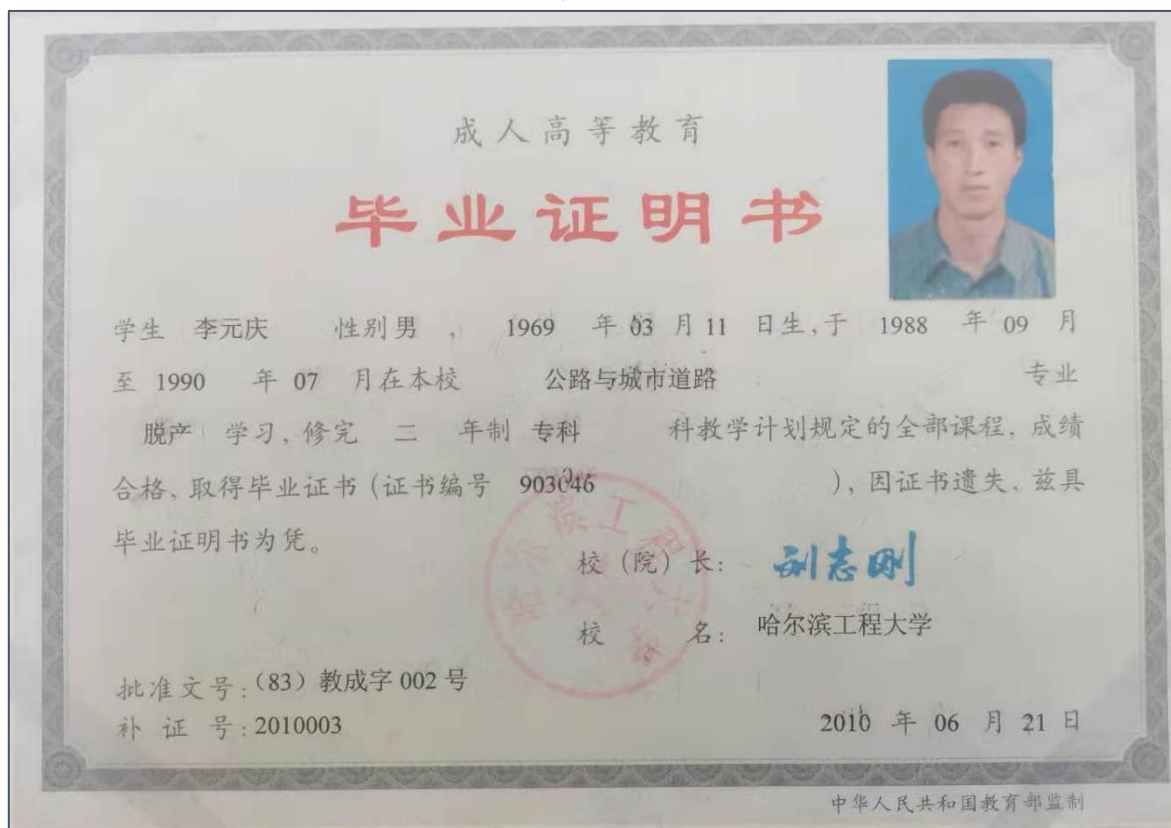 成人高等教育
毕业证明书
学生 李元庆 性别 男 , 1969 年 03 月 11 日生,于 1988 年 09 月
至 1990 年 07 月在本校 公路与城市道路 专业
脱产 学习,修完 二 年制 专科 科教学计划规定的全部课程,成绩
合格,取得毕业证书(证书编号 903046 ),因证书遗失,兹具
毕业证明书为凭。
校(院)长: 刘志刚
校 名: 哈尔滨工程大学
哈尔滨工程大学
批准文号:(83)教成字 002 号
补 证 号:2010003
2010 年 06 月 21 日
中华人民共和国教育部监制